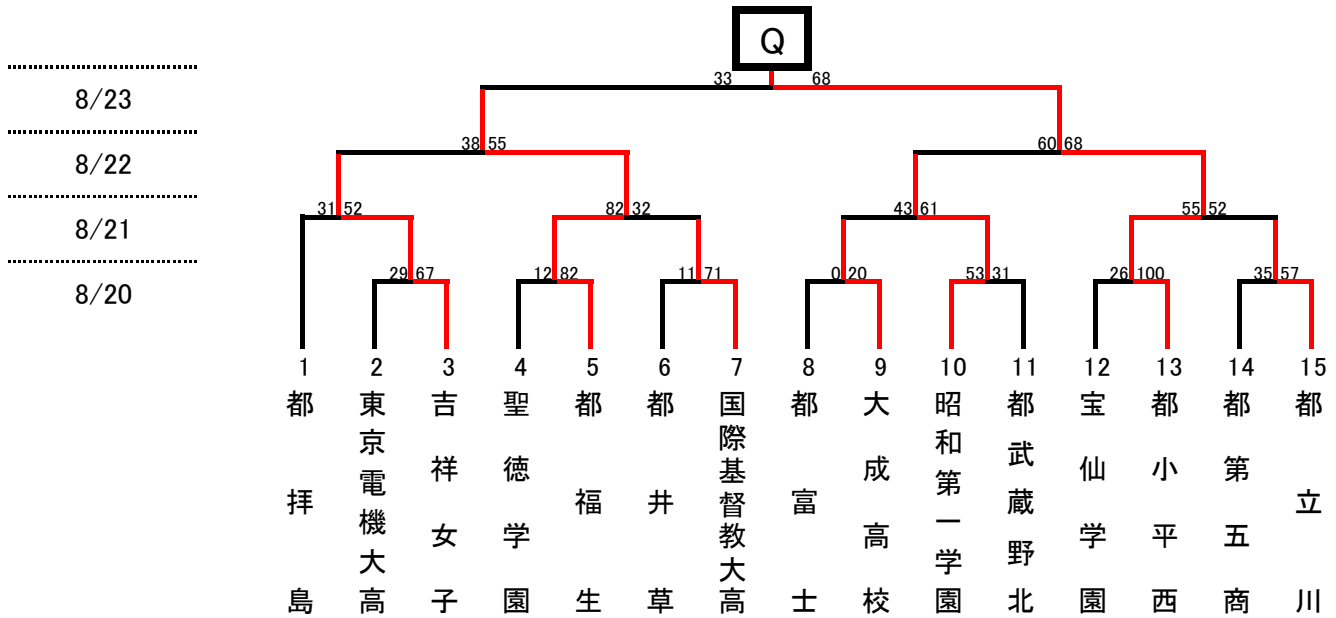 Q
33 68
8/23
38 55 60 68
8/22
31 52 82 32 43 61 55 52
8/21
29 67 12 82 11 71 0 20 53 31 26 100 35 57
8/20
1 2 3 4 5 6 7 8 9 10 11 12 13 14 15
都拝島
東京電機大高
吉祥女子
聖徳学園
都福生
都井草
国際基督教大高
都富士
大成高校
昭和第一学園
都武蔵野北
宝仙学園
都小平西
都第五商
都立川